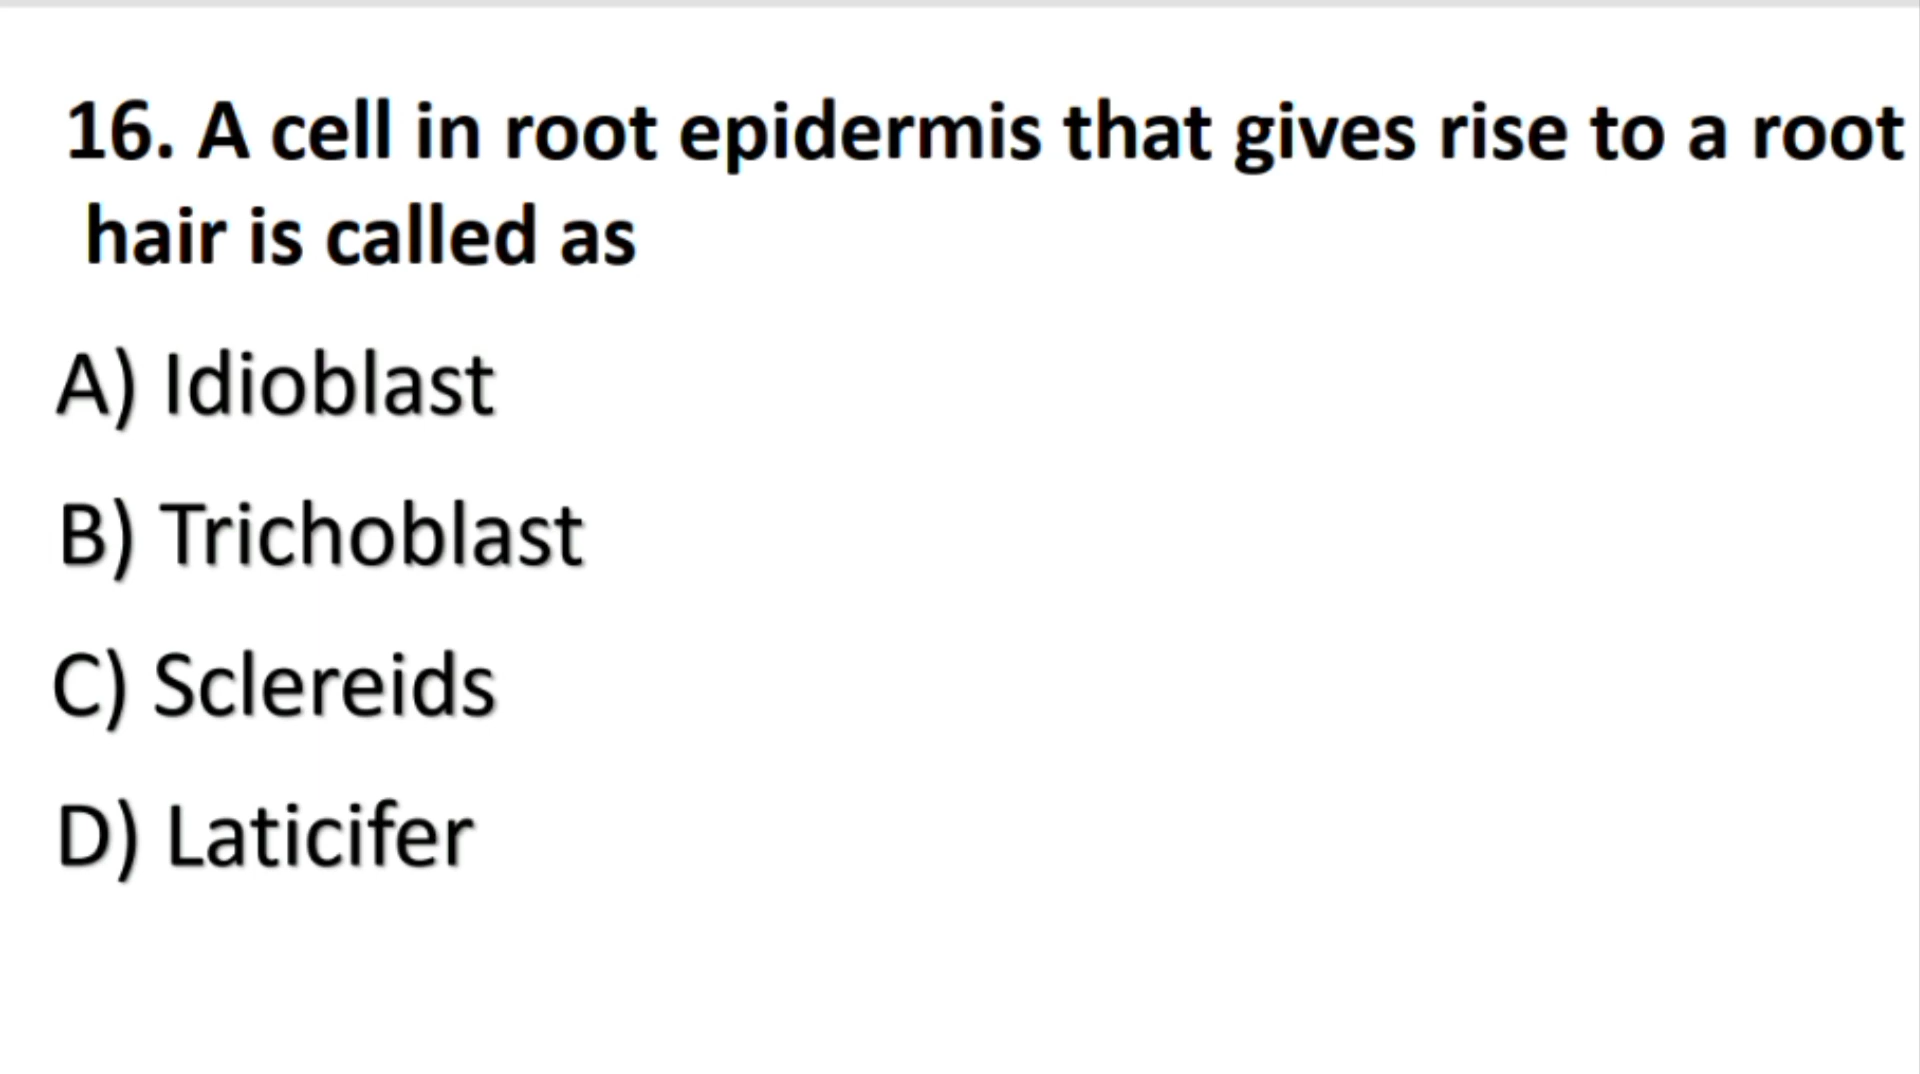 16. A cell in root epidermis that gives rise to a root
hair is called as
A) Idioblast
B) Trichoblast
C) Sclereids
D) Laticifer